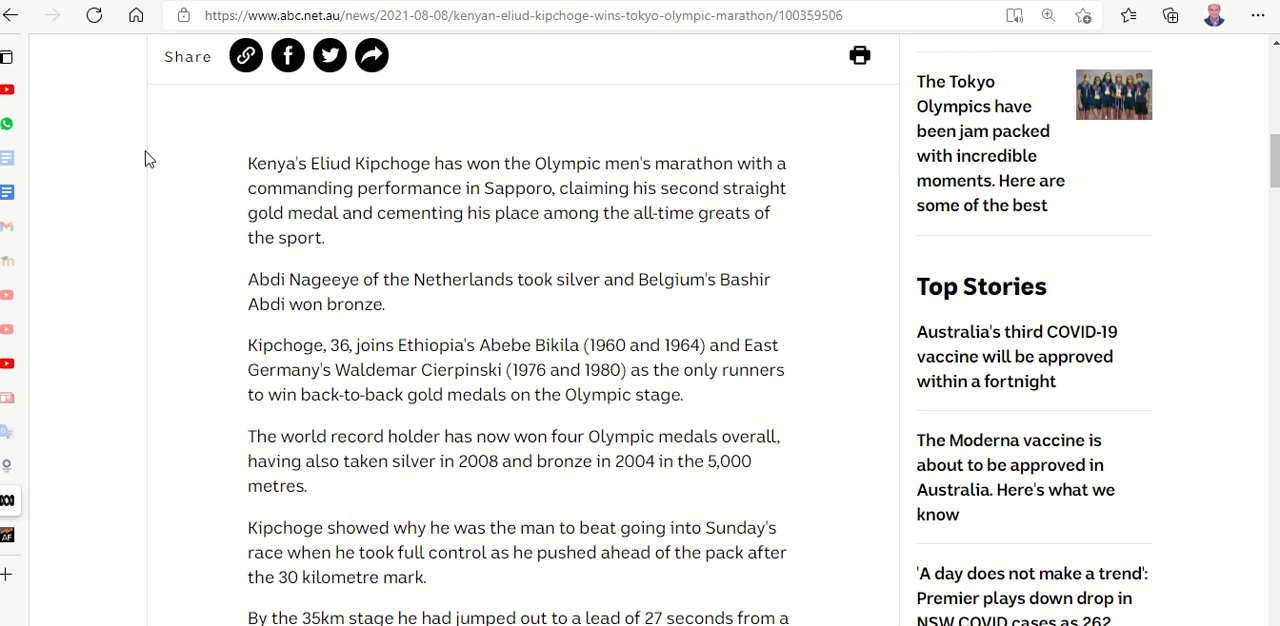 https://www.abc.net.au/news/2021-08-08/kenyan-eliud-kipchoge-wins-tokyo-olympic-marathon/100359506
Share
Kenya's Eliud Kipchoge has won the Olympic men's marathon with a
commanding performance in Sapporo, claiming his second straight
gold medal and cementing his place among the all-time greats of
the sport.
Abdi Nageeye of the Netherlands took silver and Belgium's Bashir
Abdi won bronze.
Kipchoge, 36, joins Ethiopia's Abebe Bikila (1960 and 1964) and East
Germany's Waldemar Cierpinski (1976 and 1980) as the only runners
to win back-to-back gold medals on the Olympic stage.
The world record holder has now won four Olympic medals overall,
having also taken silver in 2008 and bronze in 2004 in the 5,000
metres.
Kipchoge showed why he was the man to beat going into Sunday's
race when he took full control as he pushed ahead of the pack after
the 30 kilometre mark.
By the 35km stage he had jumped out to a lead of 27 seconds from a
The Tokyo
Olympics have
been jam packed
with incredible
moments. Here are
some of the best
Top Stories
Australia's third COVID-19
vaccine will be approved
within a fortnight
The Moderna vaccine is
about to be approved in
Australia. Here's what we
know
'A day does not make a trend':
Premier plays down drop in
NSW COVID cases as 262
AF